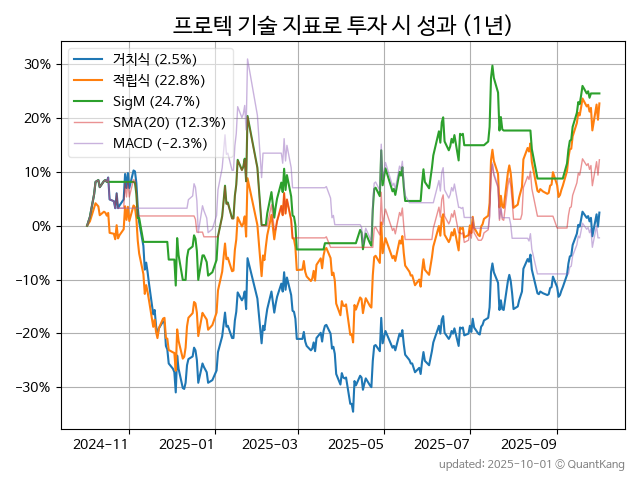 프로텍 기술 지표로 투자 시 성과 (1년)
거치식 (2.5%)
적립식 (22.8%)
SigM (24.7%)
SMA(20) (12.3%)
MACD (−2.3%)
30%
20%
10%
0%
−10%
−20%
−30%
2024-11 2025-01 2025-03 2025-05 2025-07 2025-09
updated: 2025-10-01 © QuantKang